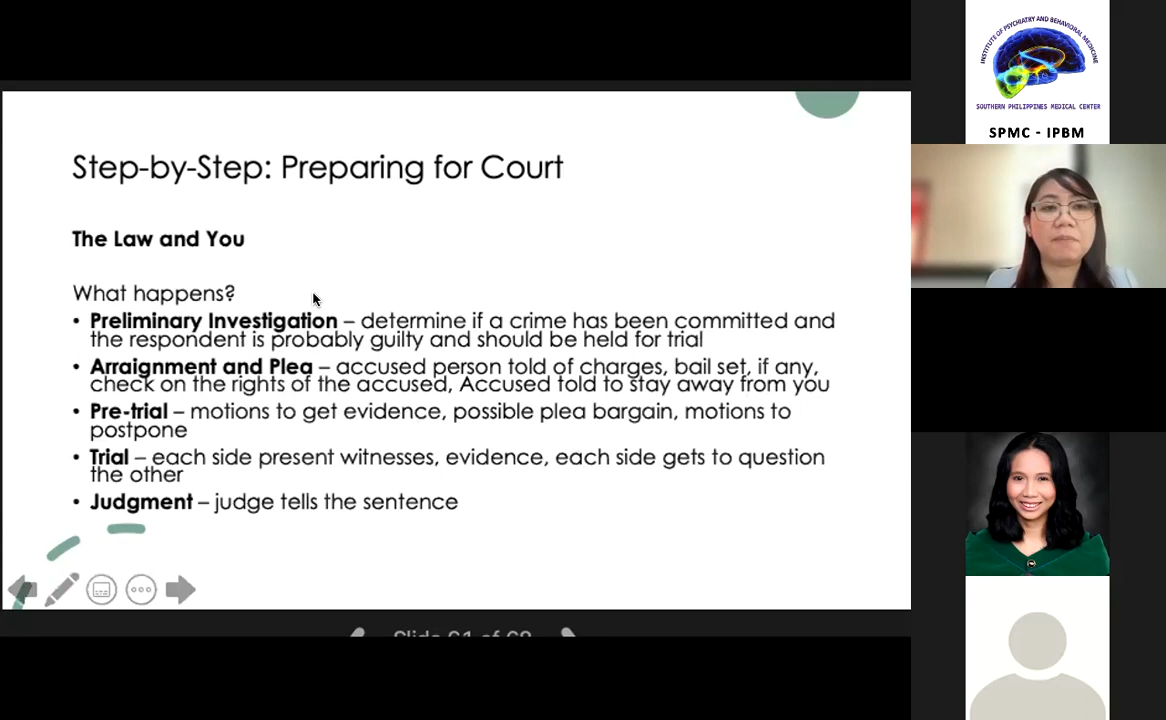 Step-by-Step: Preparing for Court
The Law and You
What happens?
• Preliminary Investigation – determine if a crime has been committed and
the respondent is probably guilty and should be held for trial
• Arraignment and Plea – accused person told of charges, bail set, if any,
check on the rights of the accused, Accused told to stay away from you
• Pre-trial – motions to get evidence, possible plea bargain, motions to
postpone
• Trial – each side present witnesses, evidence, each side gets to question
the other
• Judgment – judge tells the sentence
Slide 61 of
INSTITUTE OF PSYCHIATRY AND BEHAVIORAL MEDICINE
SOUTHERN PHILIPPINES MEDICAL CENTER
SPMC - IPBM